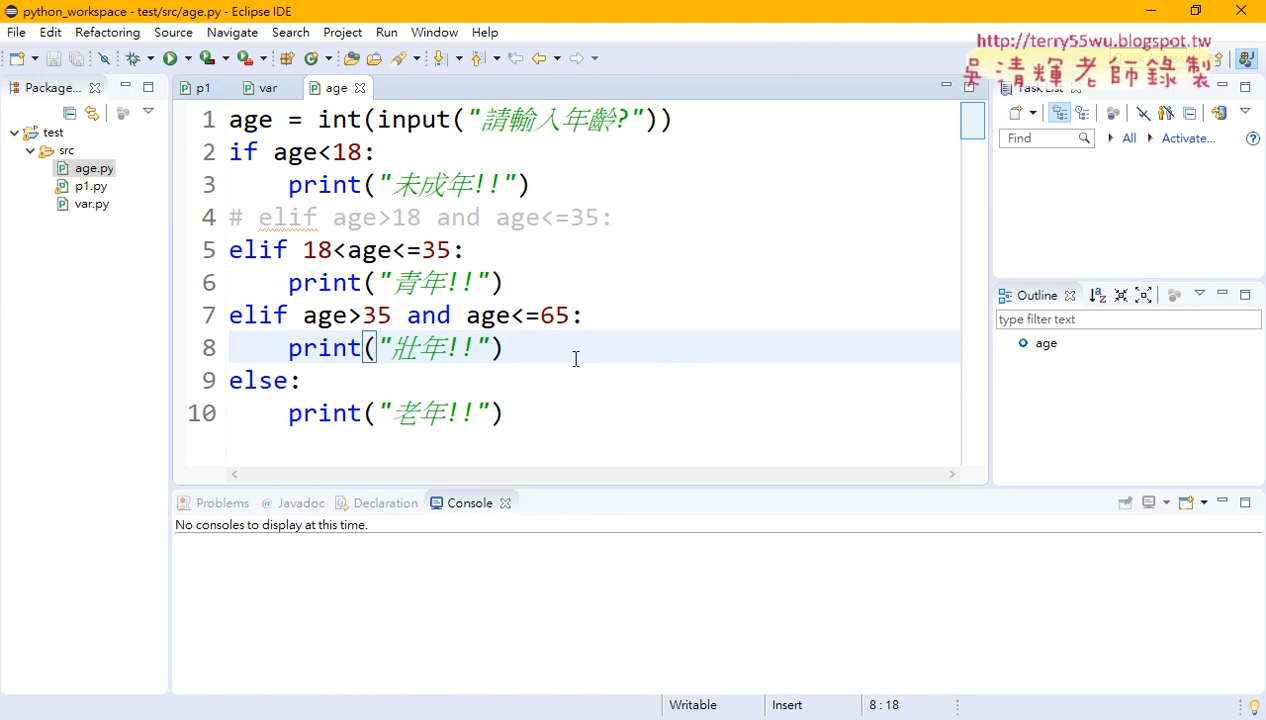 python_workspace - test/src/age.py - Eclipse IDE
File Edit Refactoring Source Navigate Search Project Run Window Help
http://terry55wu.blogspot.tw
吳清輝老師錄製
Package...
p1 var age
Task List
Find All Activate...
test
src
age.py
p1.py
var.py
1 age = int(input("請輸入年齡?"))
2 if age<18:
3 print("未成年!!")
4 # elif age>18 and age<=35:
5 elif 18<age<=35:
6 print("青年!!")
7 elif age>35 and age<=65:
8 print("壯年!!")
9 else:
10 print("老年!!")
Outline
type filter text
age
Problems @ Javadoc Declaration Console
No consoles to display at this time.
Writable Insert 8 : 18